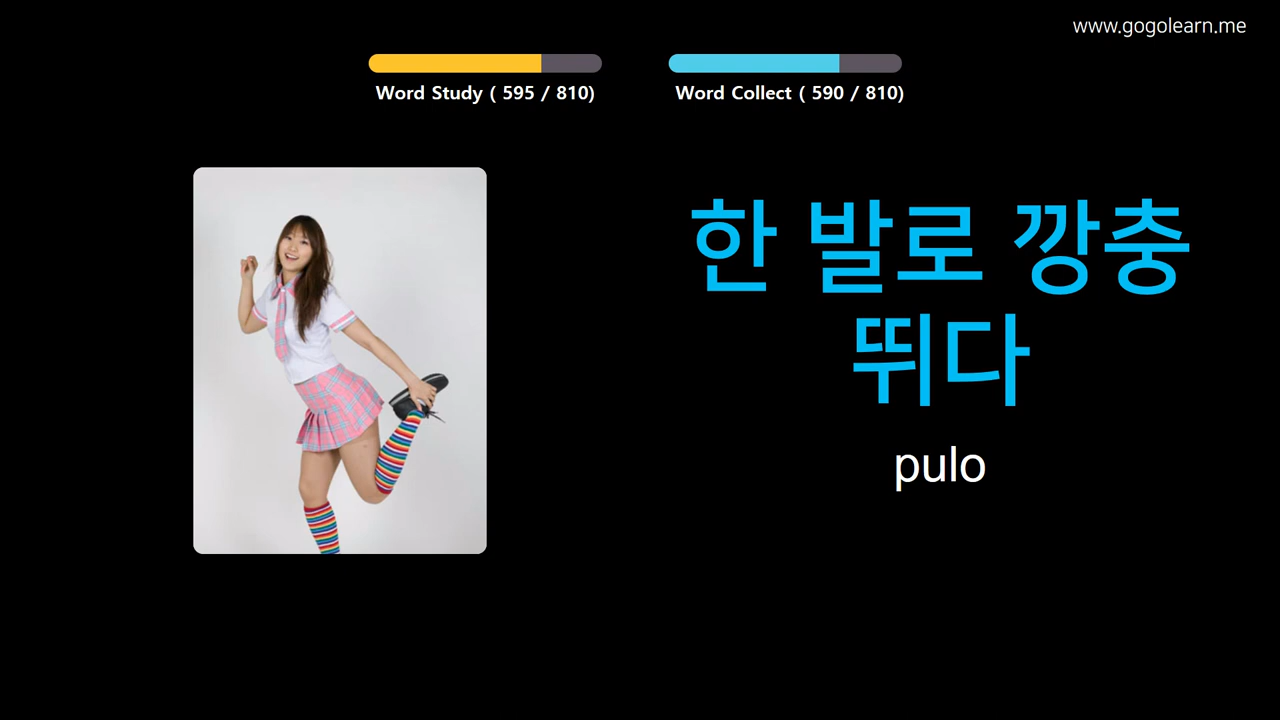 www.gogolearn.me
Word Study ( 595 / 810)
Word Collect ( 590 / 810)
한 발로 깡충
뛰다
pulo